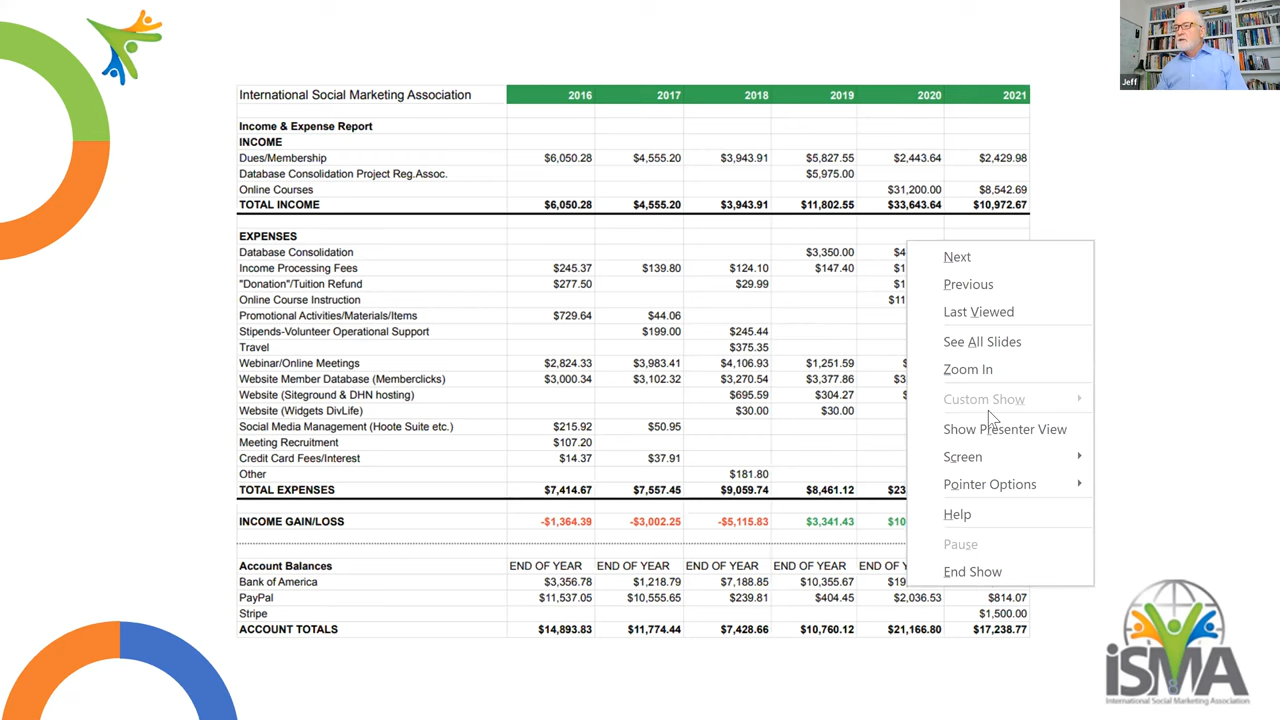 Jeff
International Social Marketing Association 2016 2017 2018 2019 2020 2021
Income & Expense Report
INCOME
Dues/Membership $6,050.28 $4,555.20 $3,943.91 $5,827.55 $2,443.64 $2,429.98
Database Consolidation Project Reg.Assoc. $5,975.00
Online Courses $31,200.00 $8,542.69
TOTAL INCOME $6,050.28 $4,555.20 $3,943.91 $11,802.55 $33,643.64 $10,972.67
EXPENSES
Database Consolidation $3,350.00 $4
Income Processing Fees $245.37 $139.80 $124.10 $147.40 $1
"Donation"/Tuition Refund $277.50 $29.99 $1
Online Course Instruction $11
Promotional Activities/Materials/Items $729.64 $44.06
Stipends-Volunteer Operational Support $199.00 $245.44
Travel $375.35
Webinar/Online Meetings $2,824.33 $3,983.41 $4,106.93 $1,251.59 $
Website Member Database (Memberclicks) $3,000.34 $3,102.32 $3,270.54 $3,377.86 $3
Website (Siteground & DHN hosting) $695.59 $304.27 $
Website (Widgets DivLife) $30.00 $30.00
Social Media Management (Hoote Suite etc.) $215.92 $50.95
Meeting Recruitment $107.20
Credit Card Fees/Interest $14.37 $37.91
Other $181.80
TOTAL EXPENSES $7,414.67 $7,557.45 $9,059.74 $8,461.12 $23
INCOME GAIN/LOSS -$1,364.39 -$3,002.25 -$5,115.83 $3,341.43 $10
Account Balances END OF YEAR END OF YEAR END OF YEAR END OF YEAR END OF Y
Bank of America $3,356.78 $1,218.79 $7,188.85 $10,355.67 $19
PayPal $11,537.05 $10,555.65 $239.81 $404.45 $2,036.53 $814.07
Stripe $1,500.00
ACCOUNT TOTALS $14,893.83 $11,774.44 $7,428.66 $10,760.12 $21,166.80 $17,238.77
Next
Previous
Last Viewed
See All Slides
Zoom In
Custom Show
Show Presenter View
Screen
Pointer Options
Help
Pause
End Show
iSMA
International Social Marketing Association